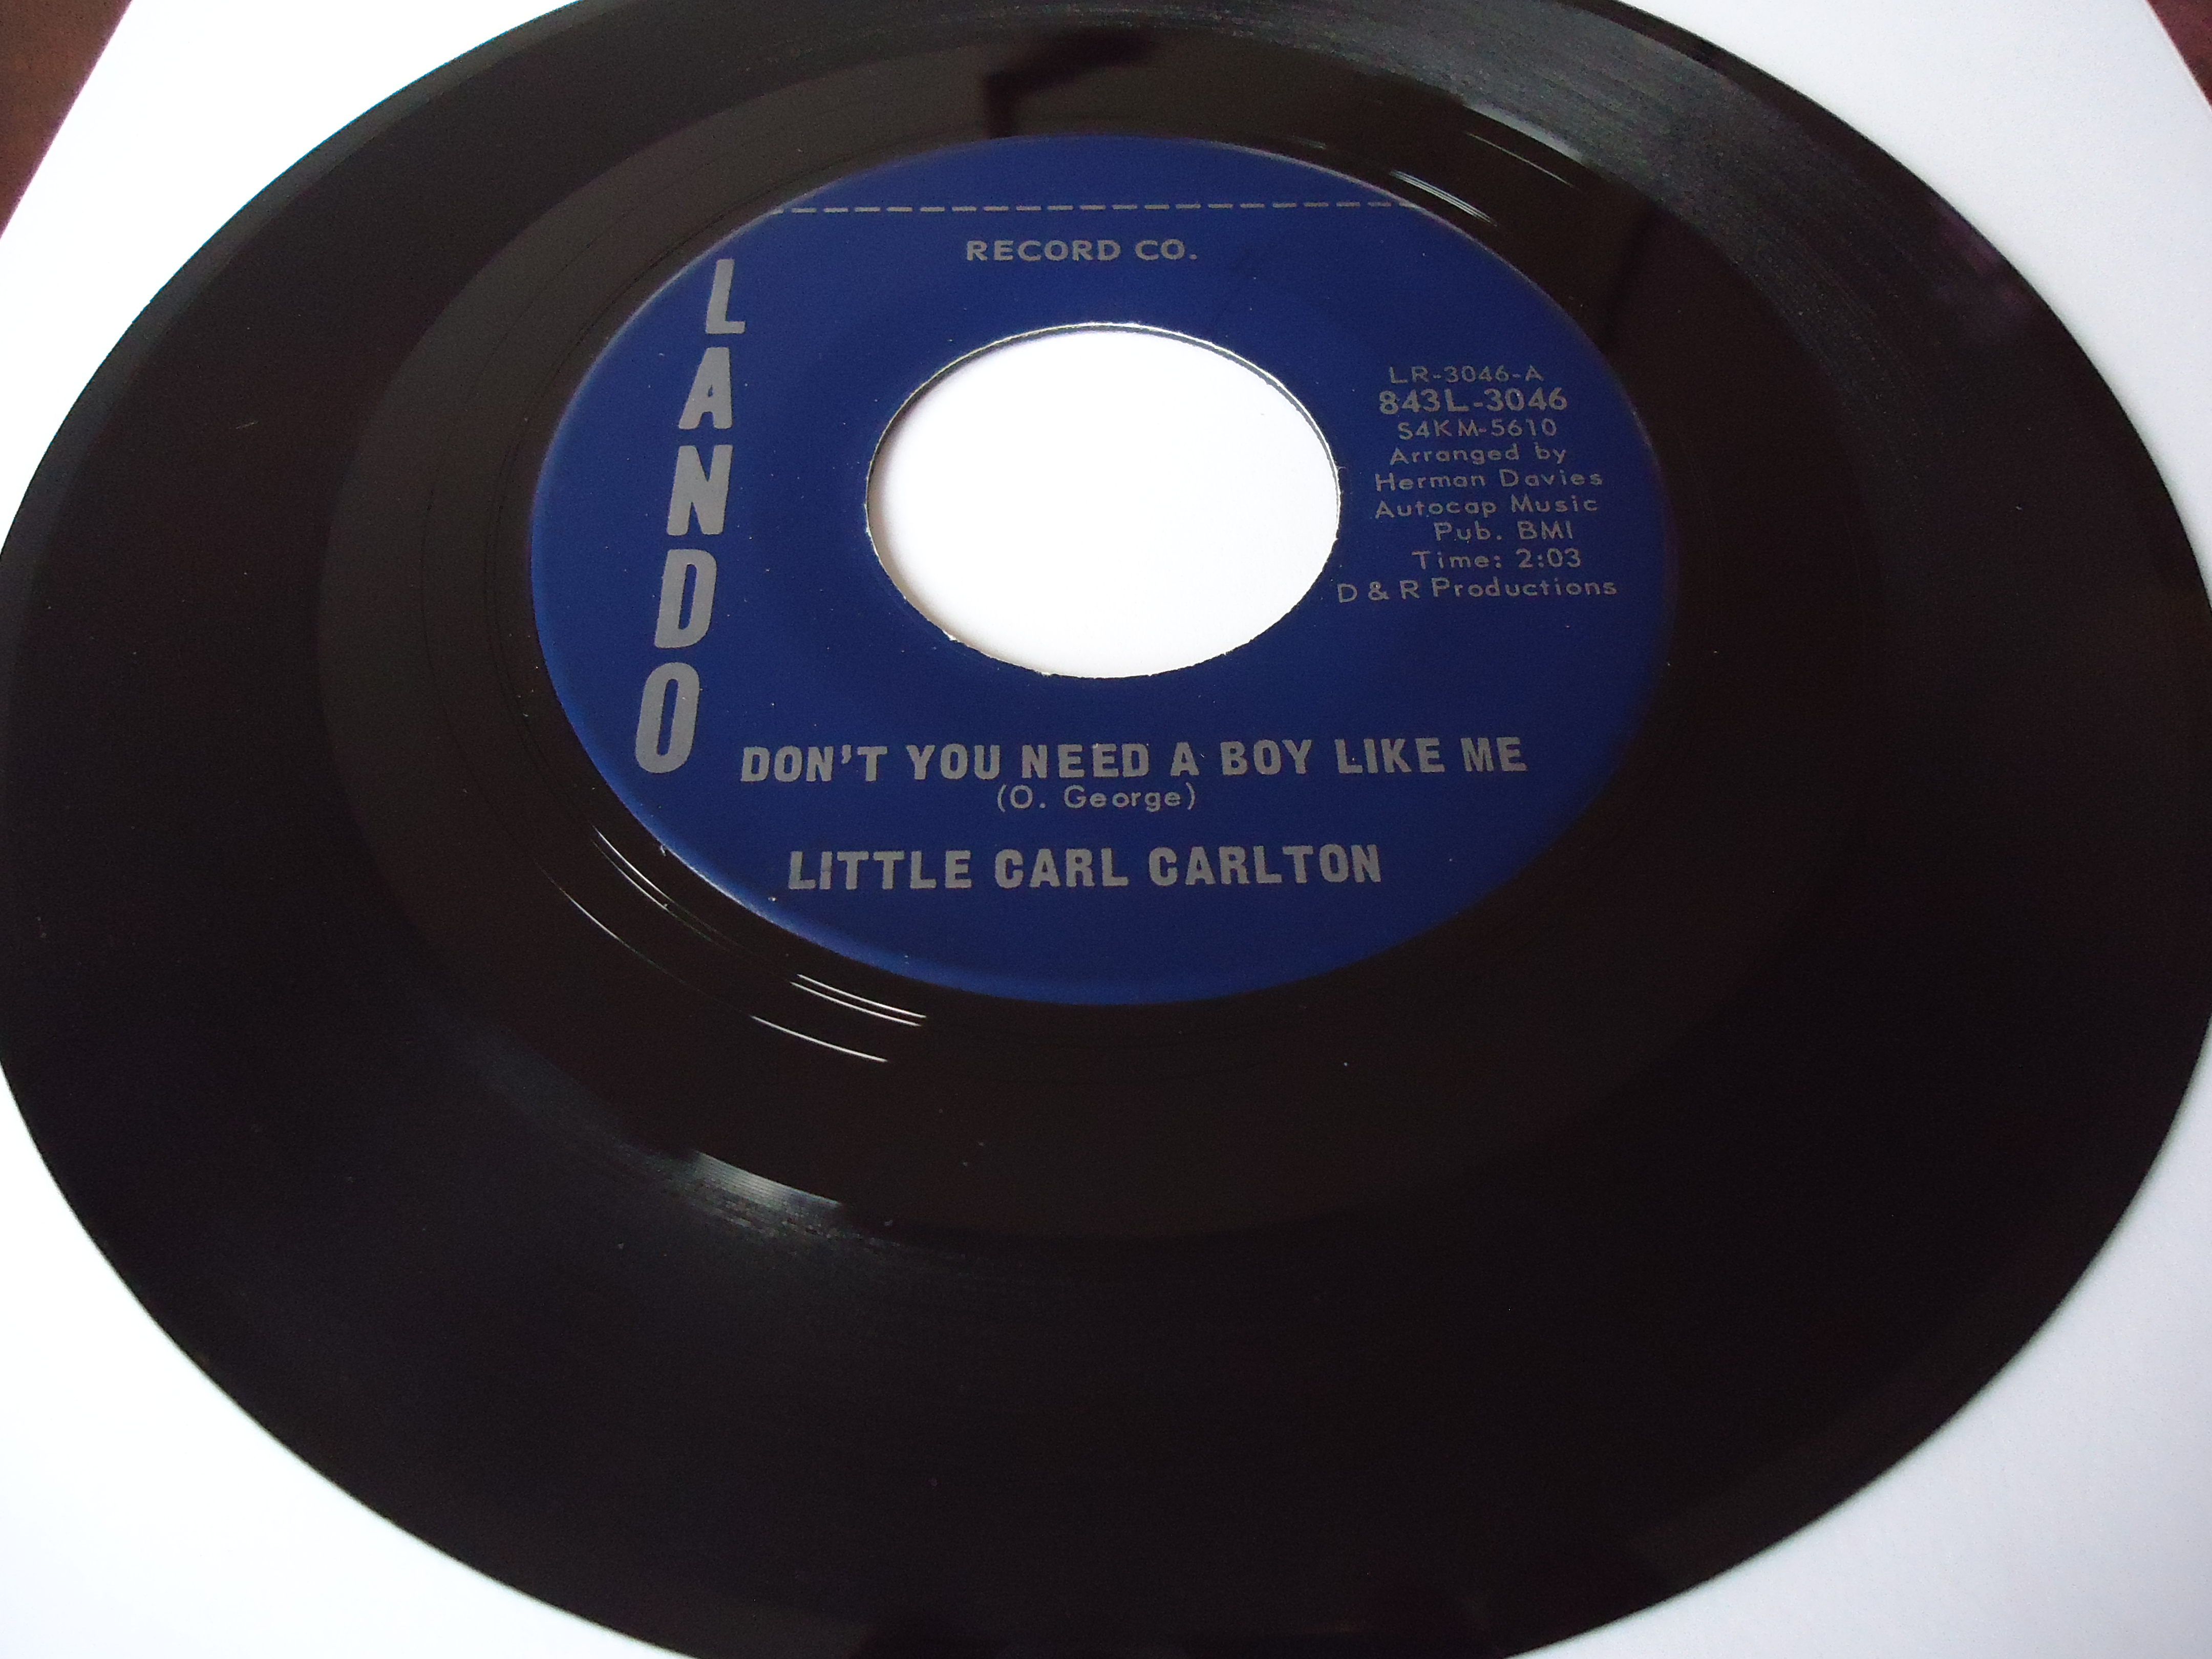 RECORD CO.
LANDO
LR-3046-A
843L-3046
S4KM-5610
Arranged by
Herman Davies
Autocap Music
Pub. BMI
Time: 2:03
D & R Productions
DON'T YOU NEED A BOY LIKE ME
(O. George)
LITTLE CARL CARLTON